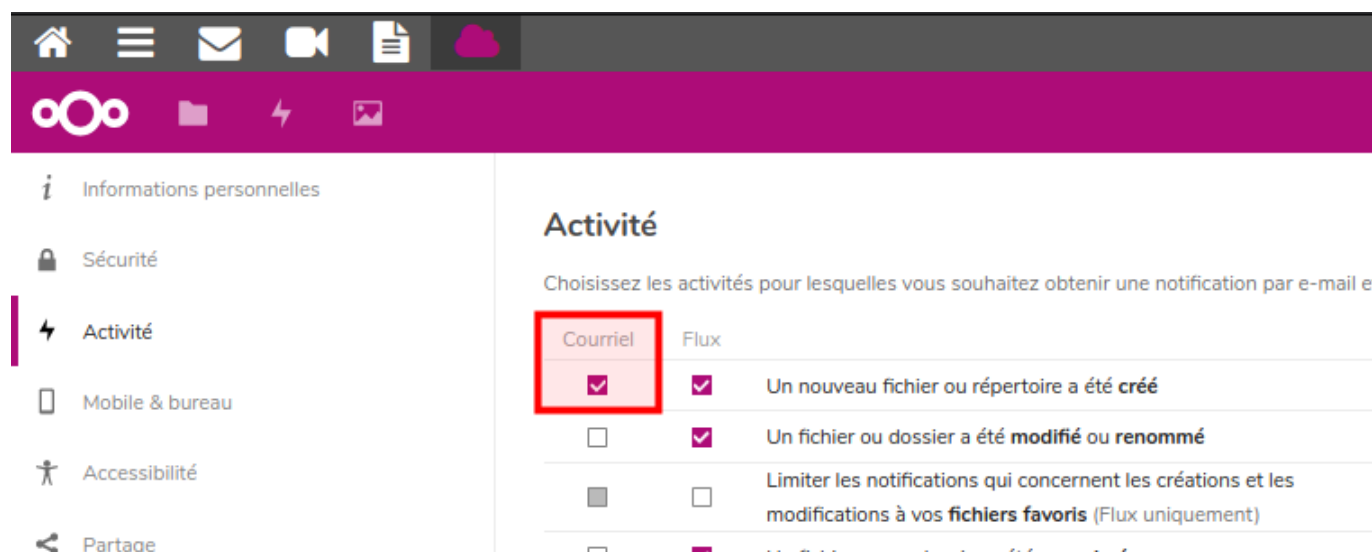 Informations personnelles
Sécurité
Activité
Mobile & bureau
Accessibilité
Partage
Activité
Choisissez les activités pour lesquelles vous souhaitez obtenir une notification par e-mail e
Courriel Flux
Un nouveau fichier ou répertoire a été créé
Un fichier ou dossier a été modifié ou renommé
Limiter les notifications qui concernent les créations et les
modifications à vos fichiers favoris (Flux uniquement)